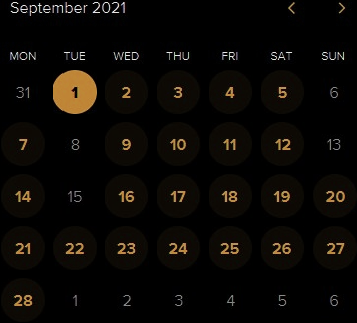 September 2021
MON TUE WED THU FRI SAT SUN
31 1 2 3 4 5 6
7 8 9 10 11 12 13
14 15 16 17 18 19 20
21 22 23 24 25 26 27
28 1 2 3 4 5 6